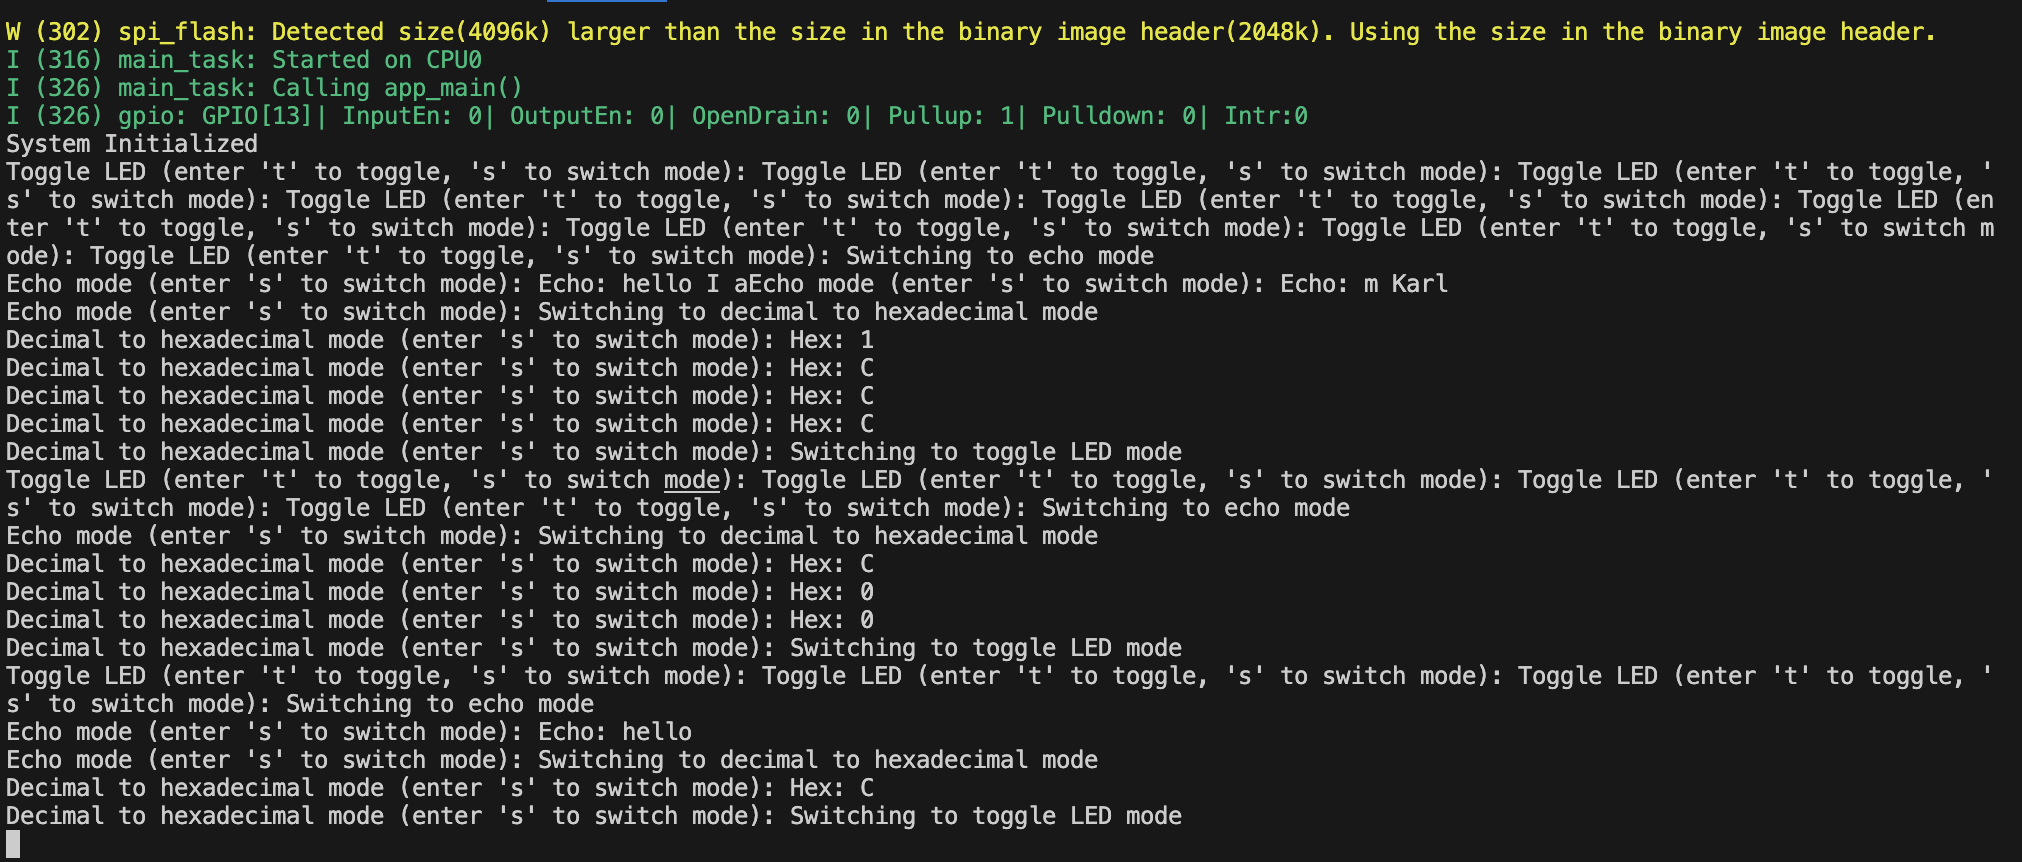 W (302) spi_flash: Detected size(4096k) larger than the size in the binary image header(2048k). Using the size in the binary image header.
I (316) main_task: Started on CPU0
I (326) main_task: Calling app_main()
I (326) gpio: GPIO[13]| InputEn: 0| OutputEn: 0| OpenDrain: 0| Pullup: 1| Pulldown: 0| Intr:0
System Initialized
Toggle LED (enter 't' to toggle, 's' to switch mode): Toggle LED (enter 't' to toggle, 's' to switch mode): Toggle LED (enter 't' to toggle, '
s' to switch mode): Toggle LED (enter 't' to toggle, 's' to switch mode): Toggle LED (enter 't' to toggle, 's' to switch mode): Toggle LED (en
ter 't' to toggle, 's' to switch mode): Toggle LED (enter 't' to toggle, 's' to switch mode): Toggle LED (enter 't' to toggle, 's' to switch m
ode): Toggle LED (enter 't' to toggle, 's' to switch mode): Switching to echo mode
Echo mode (enter 's' to switch mode): Echo: hello I aEcho mode (enter 's' to switch mode): Echo: m Karl
Echo mode (enter 's' to switch mode): Switching to decimal to hexadecimal mode
Decimal to hexadecimal mode (enter 's' to switch mode): Hex: 1
Decimal to hexadecimal mode (enter 's' to switch mode): Hex: C
Decimal to hexadecimal mode (enter 's' to switch mode): Hex: C
Decimal to hexadecimal mode (enter 's' to switch mode): Hex: C
Decimal to hexadecimal mode (enter 's' to switch mode): Switching to toggle LED mode
Toggle LED (enter 't' to toggle, 's' to switch mode): Toggle LED (enter 't' to toggle, 's' to switch mode): Toggle LED (enter 't' to toggle, '
s' to switch mode): Toggle LED (enter 't' to toggle, 's' to switch mode): Switching to echo mode
Echo mode (enter 's' to switch mode): Switching to decimal to hexadecimal mode
Decimal to hexadecimal mode (enter 's' to switch mode): Hex: C
Decimal to hexadecimal mode (enter 's' to switch mode): Hex: 0
Decimal to hexadecimal mode (enter 's' to switch mode): Hex: 0
Decimal to hexadecimal mode (enter 's' to switch mode): Switching to toggle LED mode
Toggle LED (enter 't' to toggle, 's' to switch mode): Toggle LED (enter 't' to toggle, 's' to switch mode): Toggle LED (enter 't' to toggle, '
s' to switch mode): Switching to echo mode
Echo mode (enter 's' to switch mode): Echo: hello
Echo mode (enter 's' to switch mode): Switching to decimal to hexadecimal mode
Decimal to hexadecimal mode (enter 's' to switch mode): Hex: C
Decimal to hexadecimal mode (enter 's' to switch mode): Switching to toggle LED mode